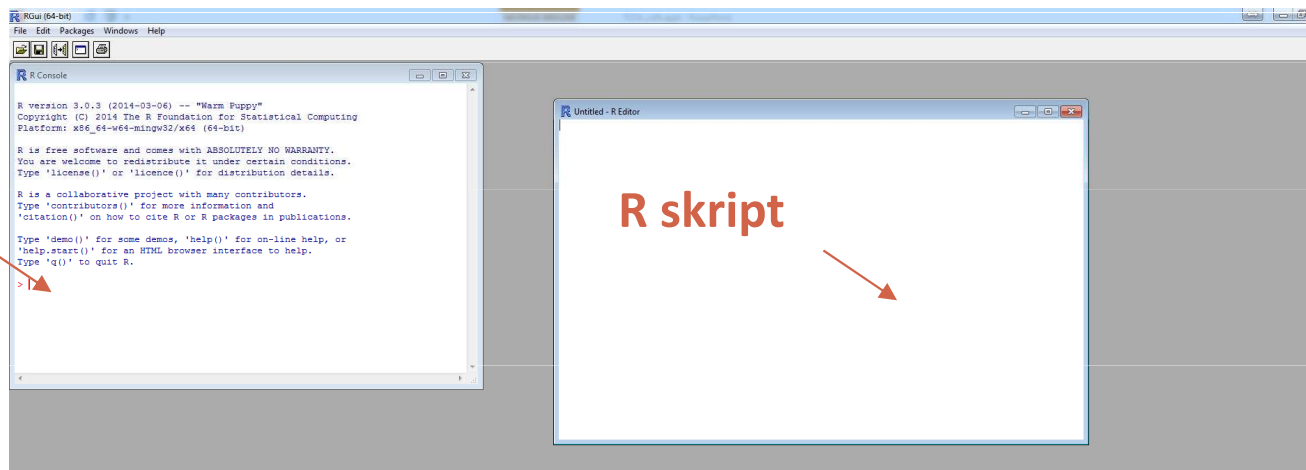 RGui (64-bit)
File Edit Packages Windows Help
R Console
R version 3.0.3 (2014-03-06) -- "Warm Puppy"
Copyright (C) 2014 The R Foundation for Statistical Computing
Platform: x86_64-w64-mingw32/x64 (64-bit)
R is free software and comes with ABSOLUTELY NO WARRANTY.
You are welcome to redistribute it under certain conditions.
Type 'license()' or 'licence()' for distribution details.
R is a collaborative project with many contributors.
Type 'contributors()' for more information and
'citation()' on how to cite R or R packages in publications.
Type 'demo()' for some demos, 'help()' for on-line help, or
'help.start()' for an HTML browser interface to help.
Type 'q()' to quit R.
>
Untitled - R Editor
R skript